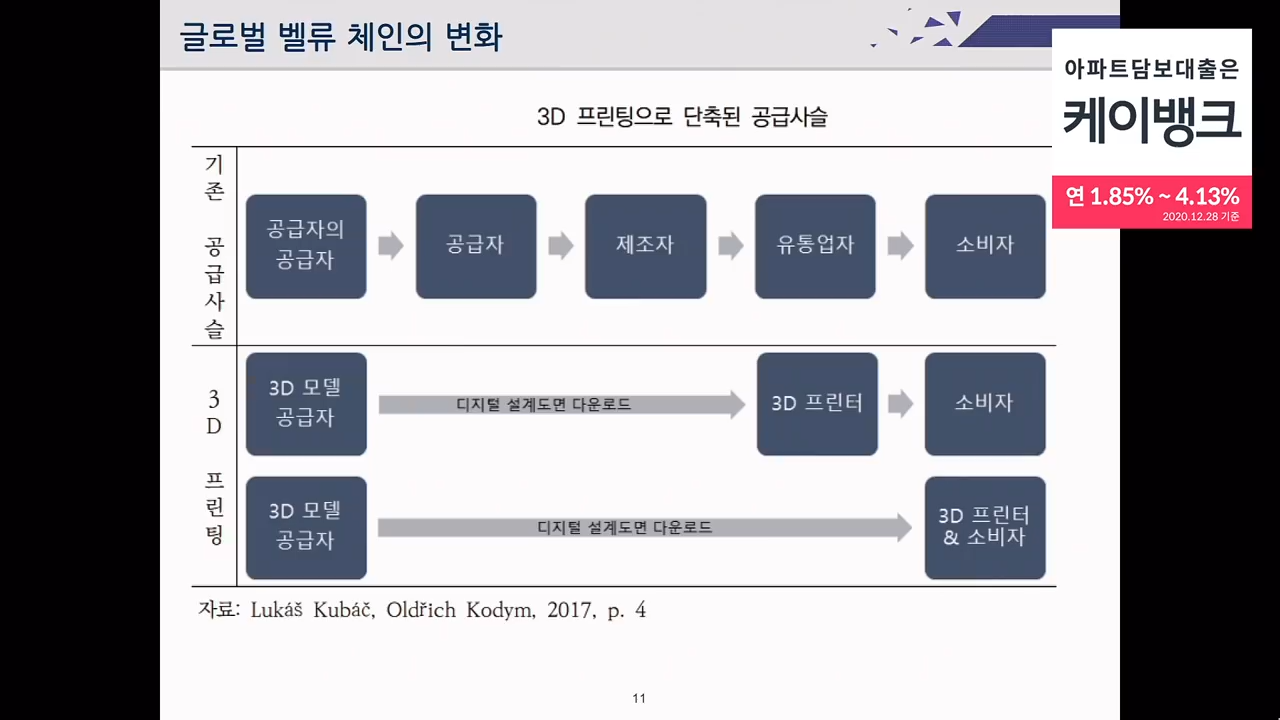 글로벌 벨류 체인의 변화
아파트담보대출은
케이뱅크
연 1.85% ~ 4.13%
2020.12.28 기준
3D 프린팅으로 단축된 공급사슬
기존 공급사슬
공급자의
공급자
공급자
제조자
유통업자
소비자
3D 프린팅
3D 모델
공급자
디지털 설계도면 다운로드
3D 프린터
소비자
3D 모델
공급자
디지털 설계도면 다운로드
3D 프린터
& 소비자
자료: Lukáš Kubáč, Oldřich Kodym, 2017, p. 4
11